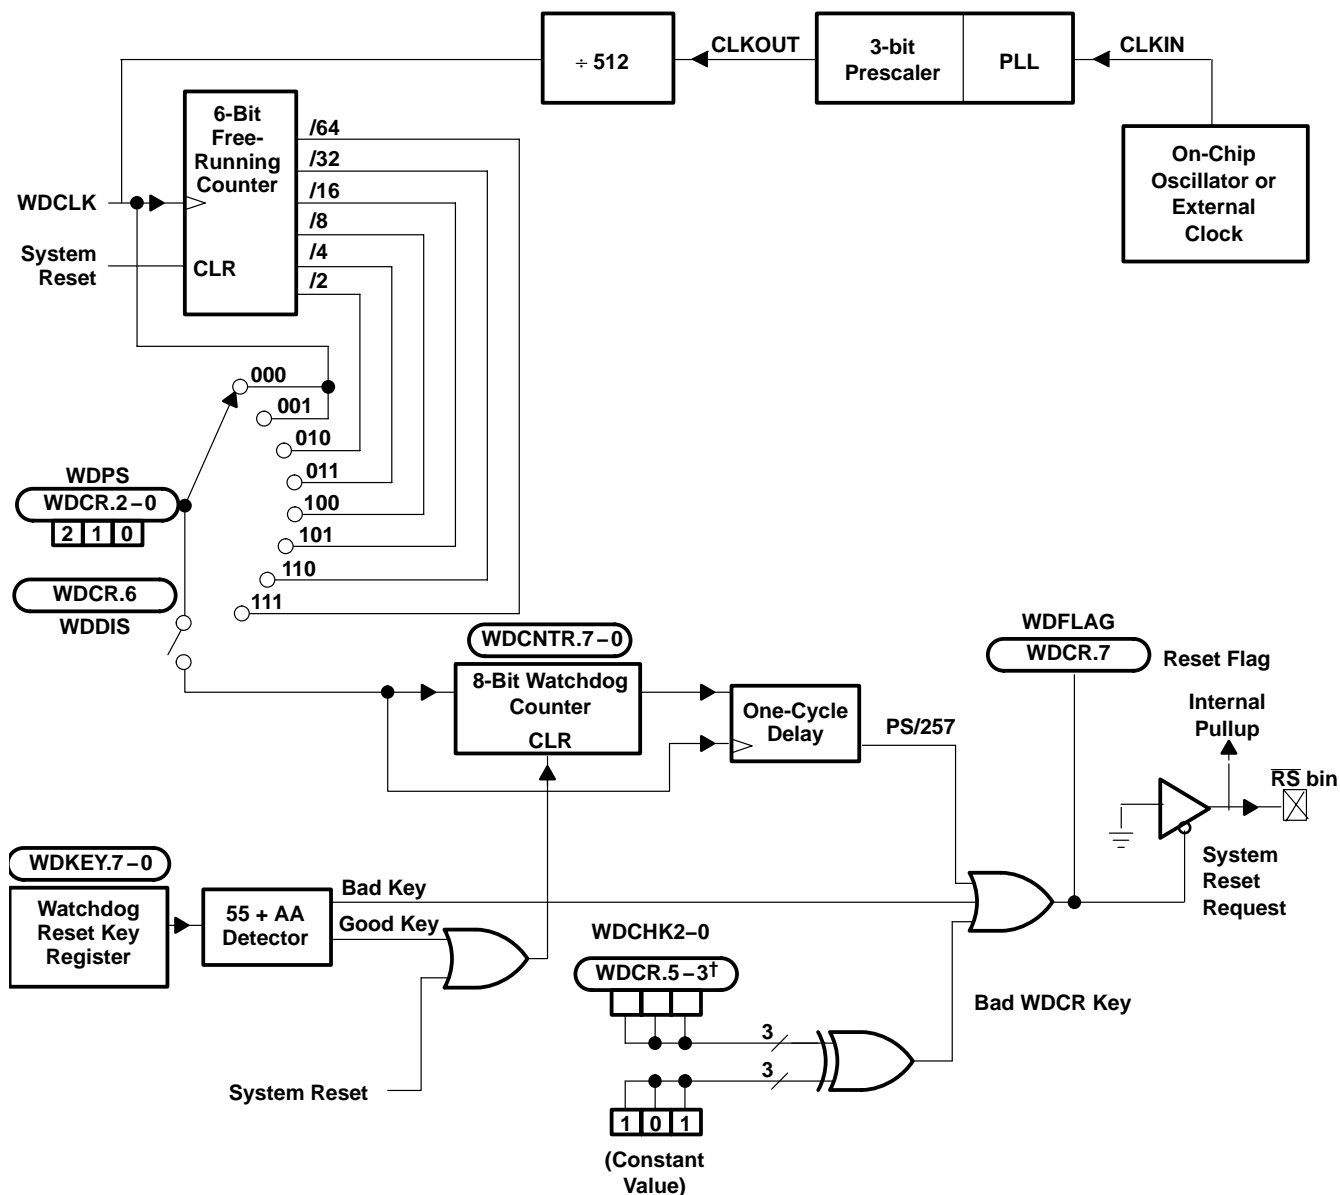 ÷ 512
CLKOUT
3-bit
Prescaler
PLL
CLKIN
On-Chip
Oscillator or
External
Clock
6-Bit
Free-
Running
Counter
CLR
/64
/32
/16
/8
/4
/2
WDCLK
System
Reset
000
001
010
011
100
101
110
111
WDPS
WDCR.2–0
2 1 0
WDCR.6
WDDIS
WDCNTR.7–0
8-Bit Watchdog
Counter
CLR
One-Cycle
Delay
PS/257
WDFLAG
WDCR.7
Reset Flag
Internal
Pullup
R̅S̅ bin
System
Reset
Request
WDKEY.7–0
Watchdog
Reset Key
Register
55 + AA
Detector
Bad Key
Good Key
System Reset
WDCHK2–0
WDCR.5–3†
3
3
1 0 1
(Constant
Value)
Bad WDCR Key